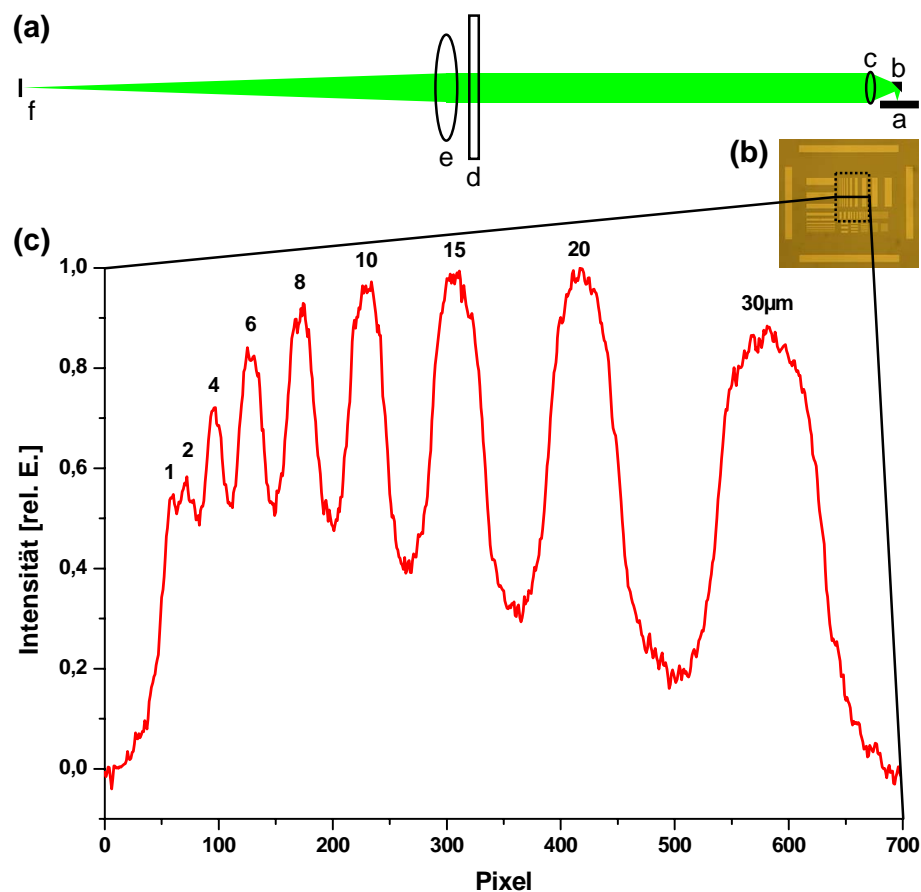 (a)
c b
f
e
d
a
(b)
(c)
1 2 4 6 8 10 15 20 30µm
1,0
0,8
0,6
0,4
0,2
0,0
Intensität [rel. E.]
0 100 200 300 400 500 600 700
Pixel